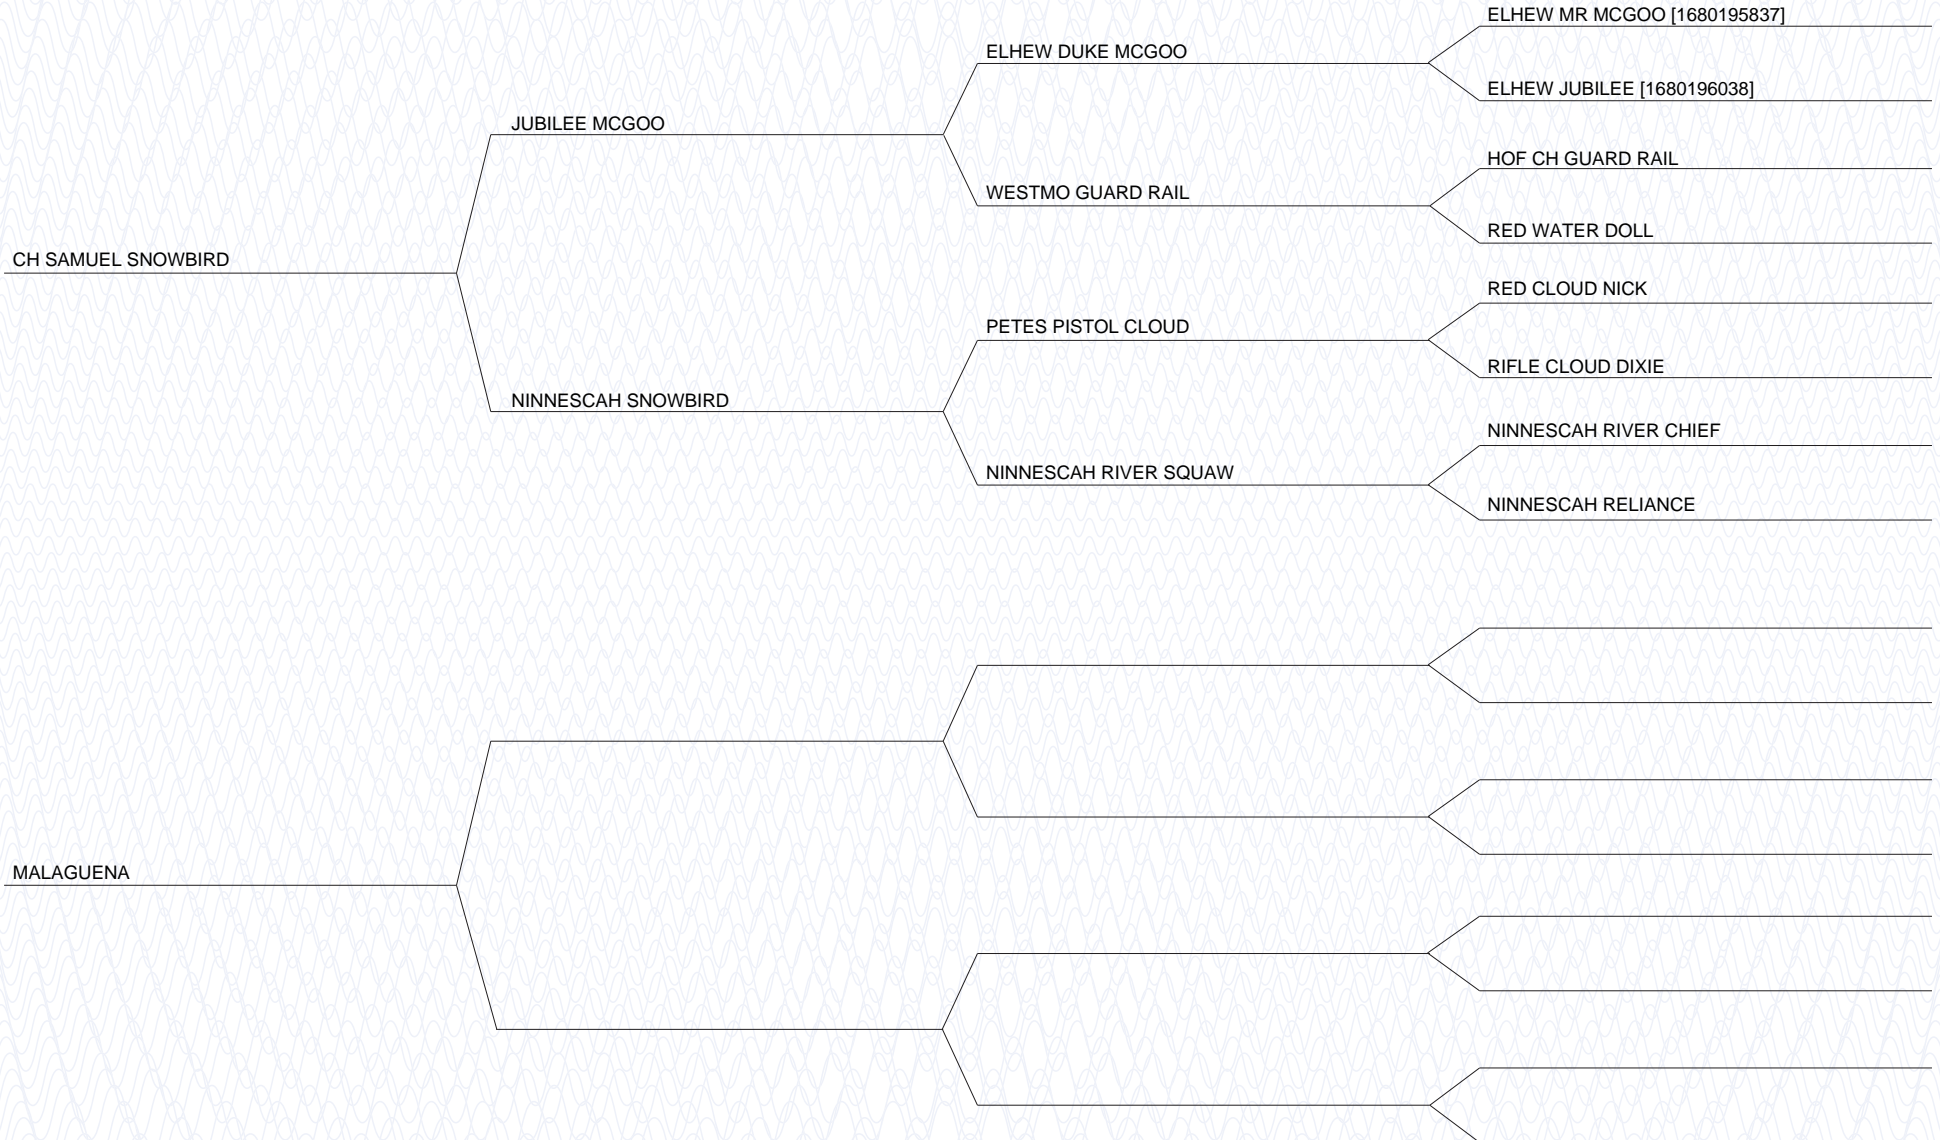 ELHEW MR MCGOO [1680195837]
ELHEW DUKE MCGOO
ELHEW JUBILEE [1680196038]
JUBILEE MCGOO
HOF CH GUARD RAIL
WESTMO GUARD RAIL
RED WATER DOLL
CH SAMUEL SNOWBIRD
RED CLOUD NICK
PETES PISTOL CLOUD
RIFLE CLOUD DIXIE
NINNESCAH SNOWBIRD
NINNESCAH RIVER CHIEF
NINNESCAH RIVER SQUAW
NINNESCAH RELIANCE
MALAGUENA